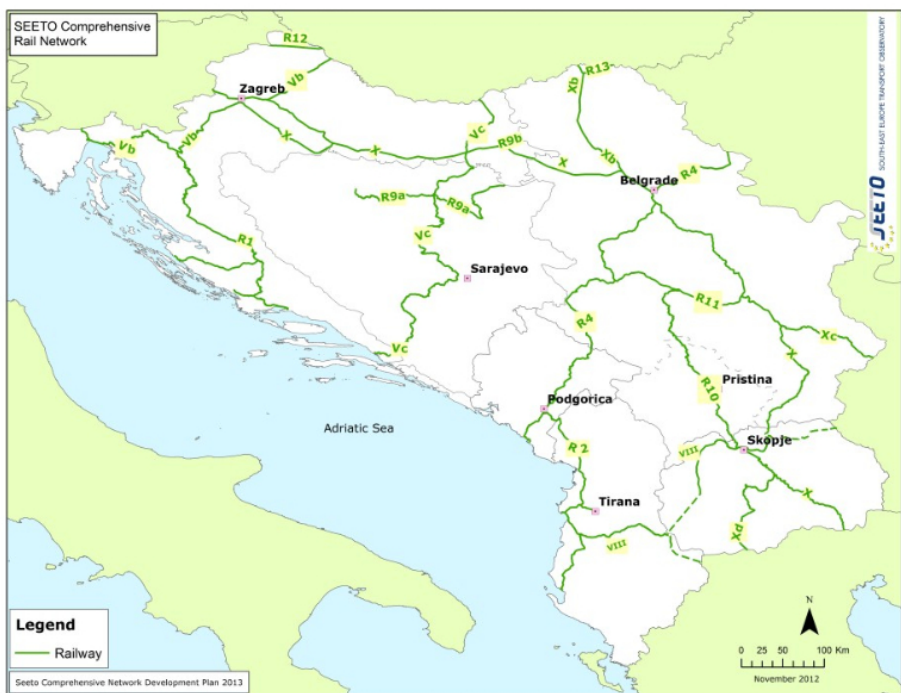 SEETO Comprehensive
Rail Network
R12
Vb
Zagreb
R13
Xb
Vb
Vb
X
X
Vc
R9b
X
Xb
R4
Belgrade
R9a
R9a
Vc
R1
Sarajevo
R4
R11
Xc
X
Vc
R10
Pristina
Podgorica
Adriatic Sea
R 2
VIII
Skopje
X
Tirana
Xd
VIII
SEETO SOUTH-EAST EUROPE TRANSPORT OBSERVATORY
Legend
Railway
N
0 25 50 100 Km
November 2012
Seeto Comprehensive Network Development Plan 2013